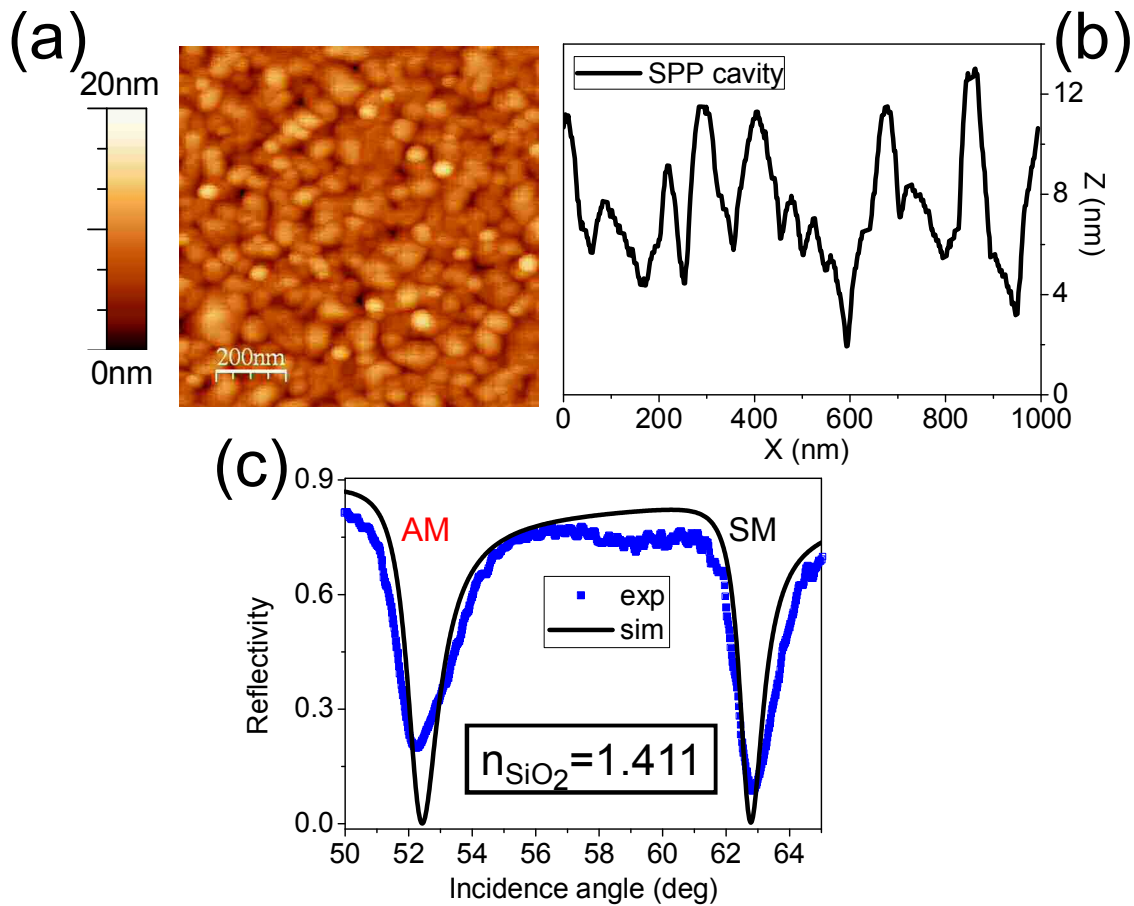 (a)
20nm
0nm
200nm
(b)
SPP cavity
12
8
4
0
Z (nm)
0 200 400 600 800 1000
X (nm)
(c)
0.9
0.6
0.3
0.0
Reflectivity
AM
SM
exp
sim
n_SiO₂=1.411
50 52 54 56 58 60 62 64
Incidence angle (deg)